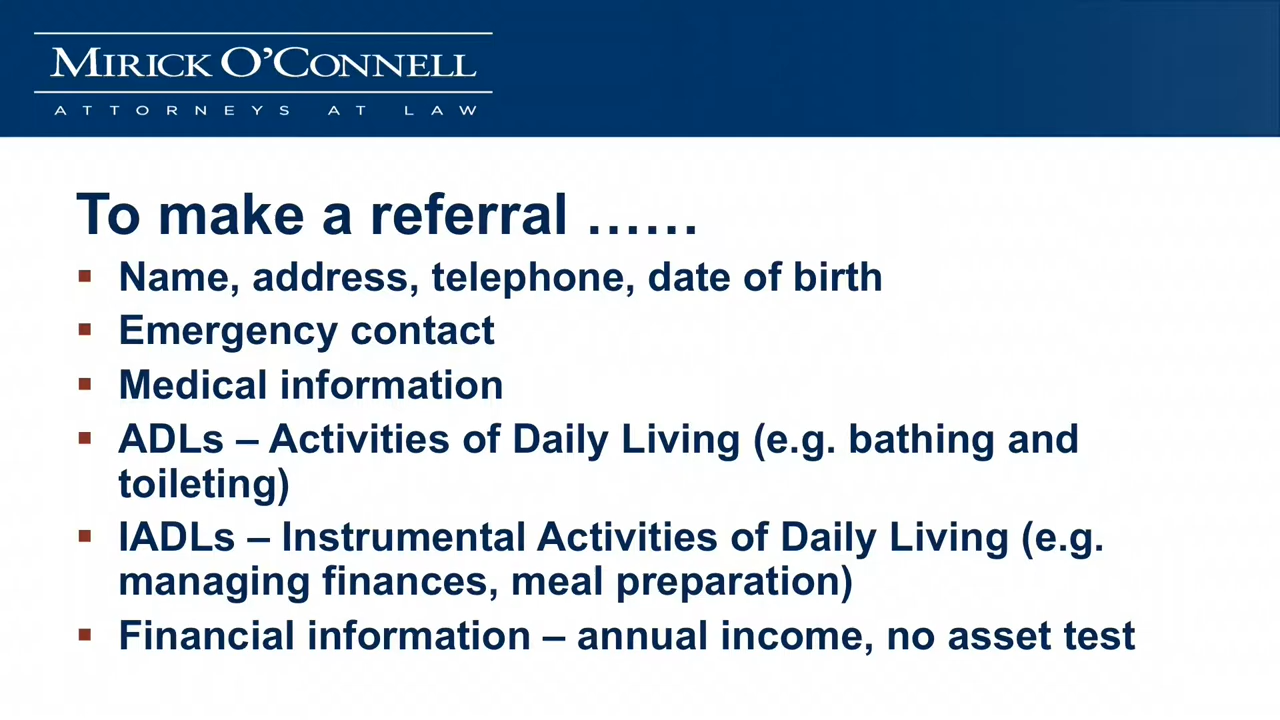 MIRICK O'CONNELL
ATTORNEYS AT LAW
To make a referral ......
▪ Name, address, telephone, date of birth
▪ Emergency contact
▪ Medical information
▪ ADLs – Activities of Daily Living (e.g. bathing and
toileting)
▪ IADLs – Instrumental Activities of Daily Living (e.g.
managing finances, meal preparation)
▪ Financial information – annual income, no asset test